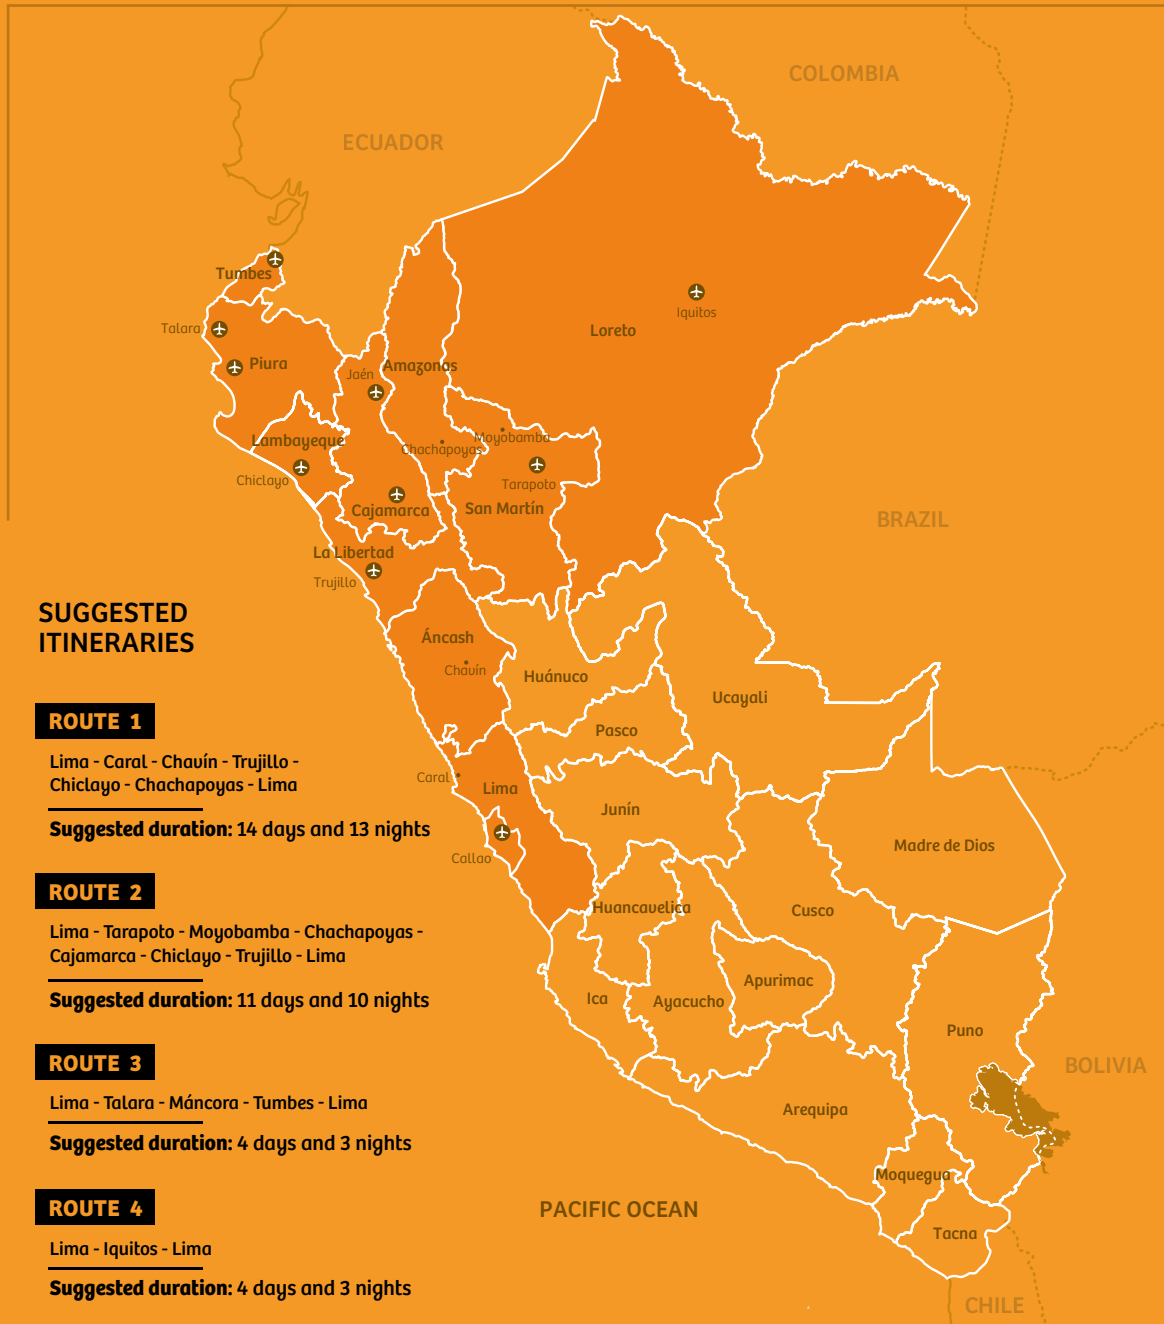 COLOMBIA
ECUADOR
Tumbes
Iquitos
Talara
Loreto
Piura
Jaén
Amazonas
Lambayeque
Moyobamba
Chachapoyas
Chiclayo
Tarapoto
Cajamarca
San Martín
BRAZIL
La Libertad
Trujillo
SUGGESTED
ITINERARIES
Áncash
Chavín
Huánuco
Ucayali
Pasco
ROUTE 1
Lima - Caral - Chavín - Trujillo -
Chiclayo - Chachapoyas - Lima
Suggested duration: 14 days and 13 nights
Caral
Lima
Junín
Callao
Madre de Dios
ROUTE 2
Lima - Tarapoto - Moyobamba - Chachapoyas -
Cajamarca - Chiclayo - Trujillo - Lima
Suggested duration: 11 days and 10 nights
Huancavelica
Cusco
Apurimac
Ica
Ayacucho
Puno
BOLIVIA
ROUTE 3
Lima - Talara - Máncora - Tumbes - Lima
Suggested duration: 4 days and 3 nights
Arequipa
Moquegua
PACIFIC OCEAN
Tacna
ROUTE 4
Lima - Iquitos - Lima
Suggested duration: 4 days and 3 nights
CHILE